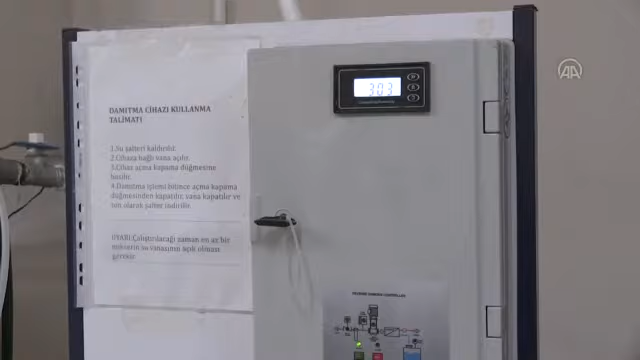 DAMITMA CİHAZI KULLANMA
TALİMATI
1.Su şalteri kaldırılır.
2.Cihaza bağlı vana açılır.
3.Cihaz açma kapama düğmesine
basılır.
4.Damıtma işlemi bitince açma kapama
düğmesinden kapatılır, vana kapatılır ve
son olarak şalter indirilir.
UYARI:Çalıştırılacağı zaman en az bir
su vanasının açık olması
gerekir.
303
AA